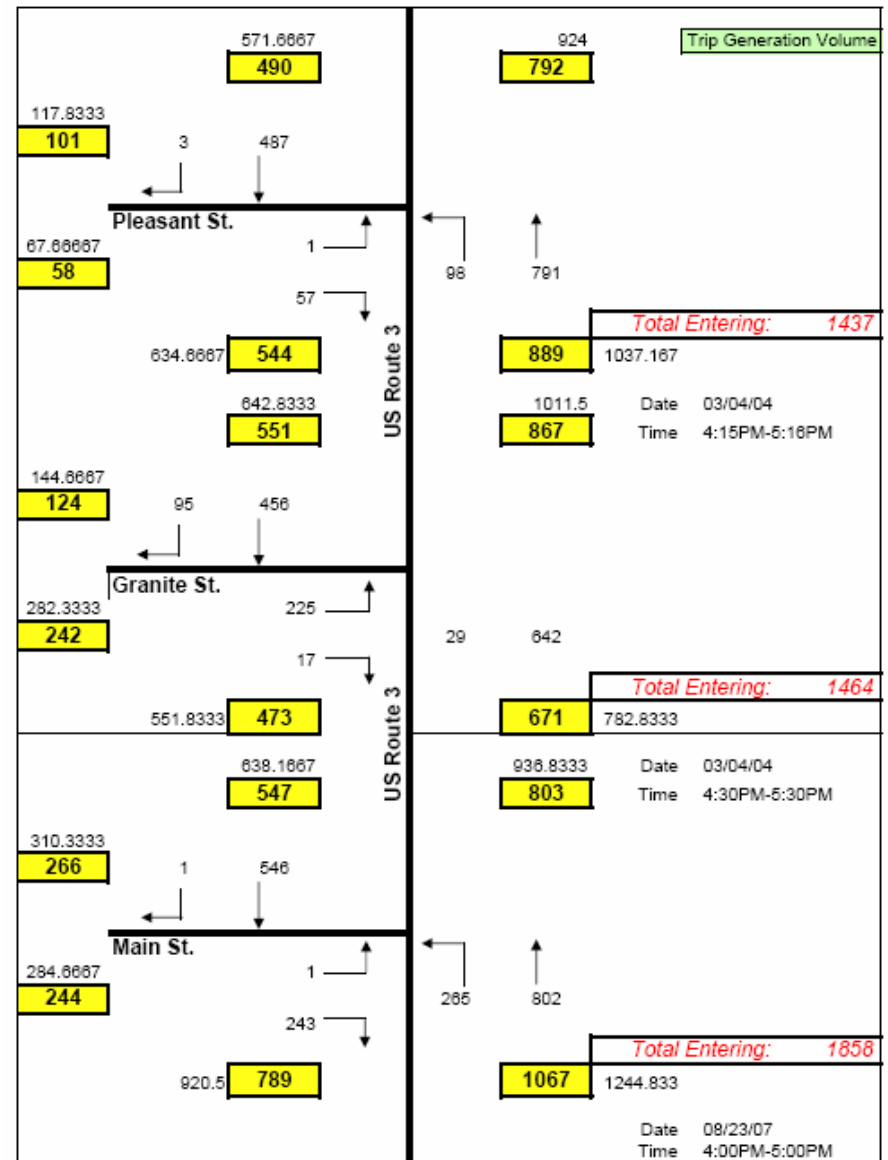 571.6667 924 Trip Generation Volume
490 792
117.8333
101 3 487
Pleasant St.
67.66667 1
58 98 791
57
Total Entering: 1437
634.6667 544 889 1037.167
US Route 3
642.8333 1011.5 Date 03/04/04
551 867 Time 4:15PM-5:15PM
144.6667
124 95 456
Granite St.
282.3333 225
242 29 642
17
Total Entering: 1464
551.8333 473 671 782.8333
US Route 3
638.1667 936.8333 Date 03/04/04
547 803 Time 4:30PM-5:30PM
310.3333
266 1 546
Main St.
284.6667 1
244 265 802
243
Total Entering: 1858
920.5 789 1067 1244.833
Date 08/23/07
Time 4:00PM-5:00PM